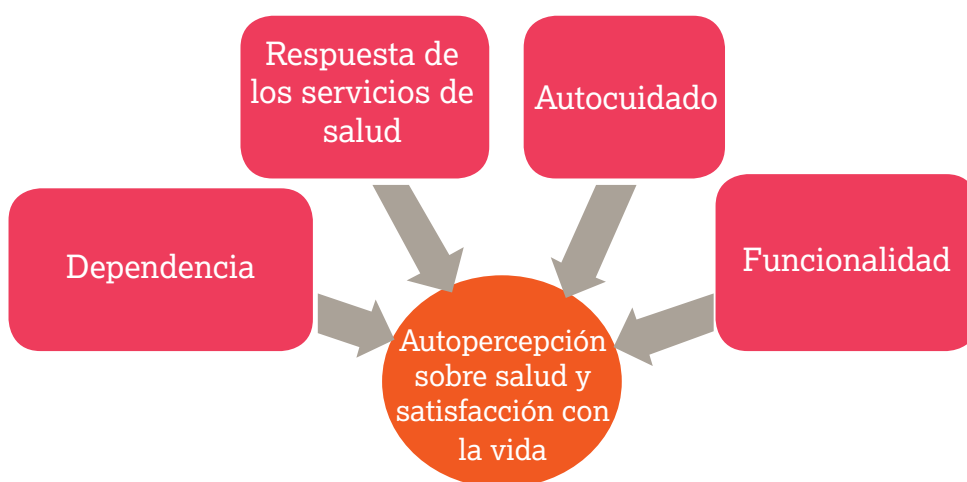 Respuesta de
los servicios de
salud
Autocuidado
Dependencia
Funcionalidad
Autopercepción
sobre salud y
satisfacción con
la vida